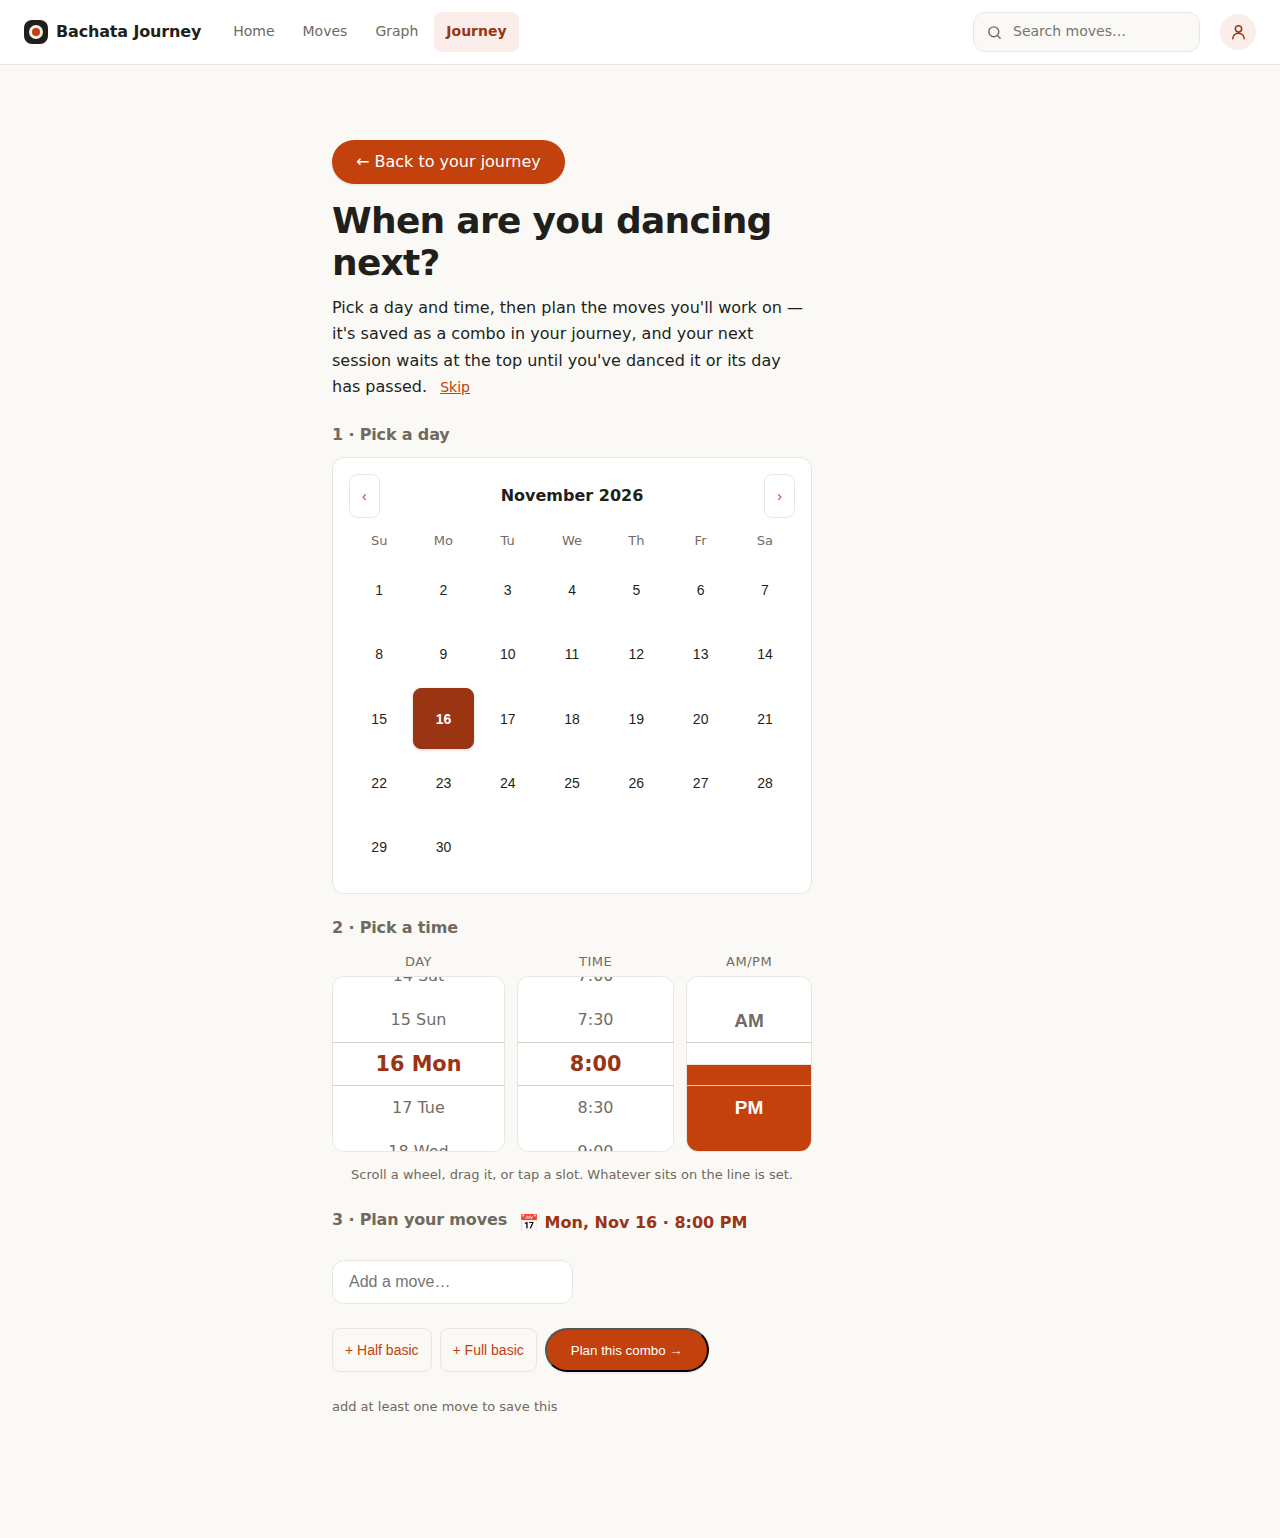 Bachata Journey Home Moves Graph Journey Search moves...
← Back to your journey
When are you dancing
next?
Pick a day and time, then plan the moves you'll work on —
it's saved as a combo in your journey, and your next
session waits at the top until you've danced it or its day
has passed. Skip
1 · Pick a day
‹ November 2026 ›
Su Mo Tu We Th Fr Sa
1 2 3 4 5 6 7
8 9 10 11 12 13 14
15 16 17 18 19 20 21
22 23 24 25 26 27 28
29 30
2 · Pick a time
DAY TIME AM/PM
14 Sat 7:00
15 Sun 7:30 AM
16 Mon 8:00
17 Tue 8:30 PM
18 Wed 9:00
Scroll a wheel, drag it, or tap a slot. Whatever sits on the line is set.
3 · Plan your moves 📅 Mon, Nov 16 · 8:00 PM
Add a move…
+ Half basic + Full basic Plan this combo →
add at least one move to save this